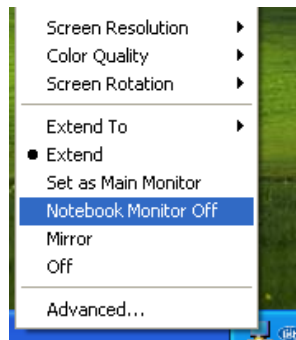 Screen Resolution
Color Quality
Screen Rotation
Extend To
Extend
Set as Main Monitor
Notebook Monitor Off
Mirror
Off
Advanced...